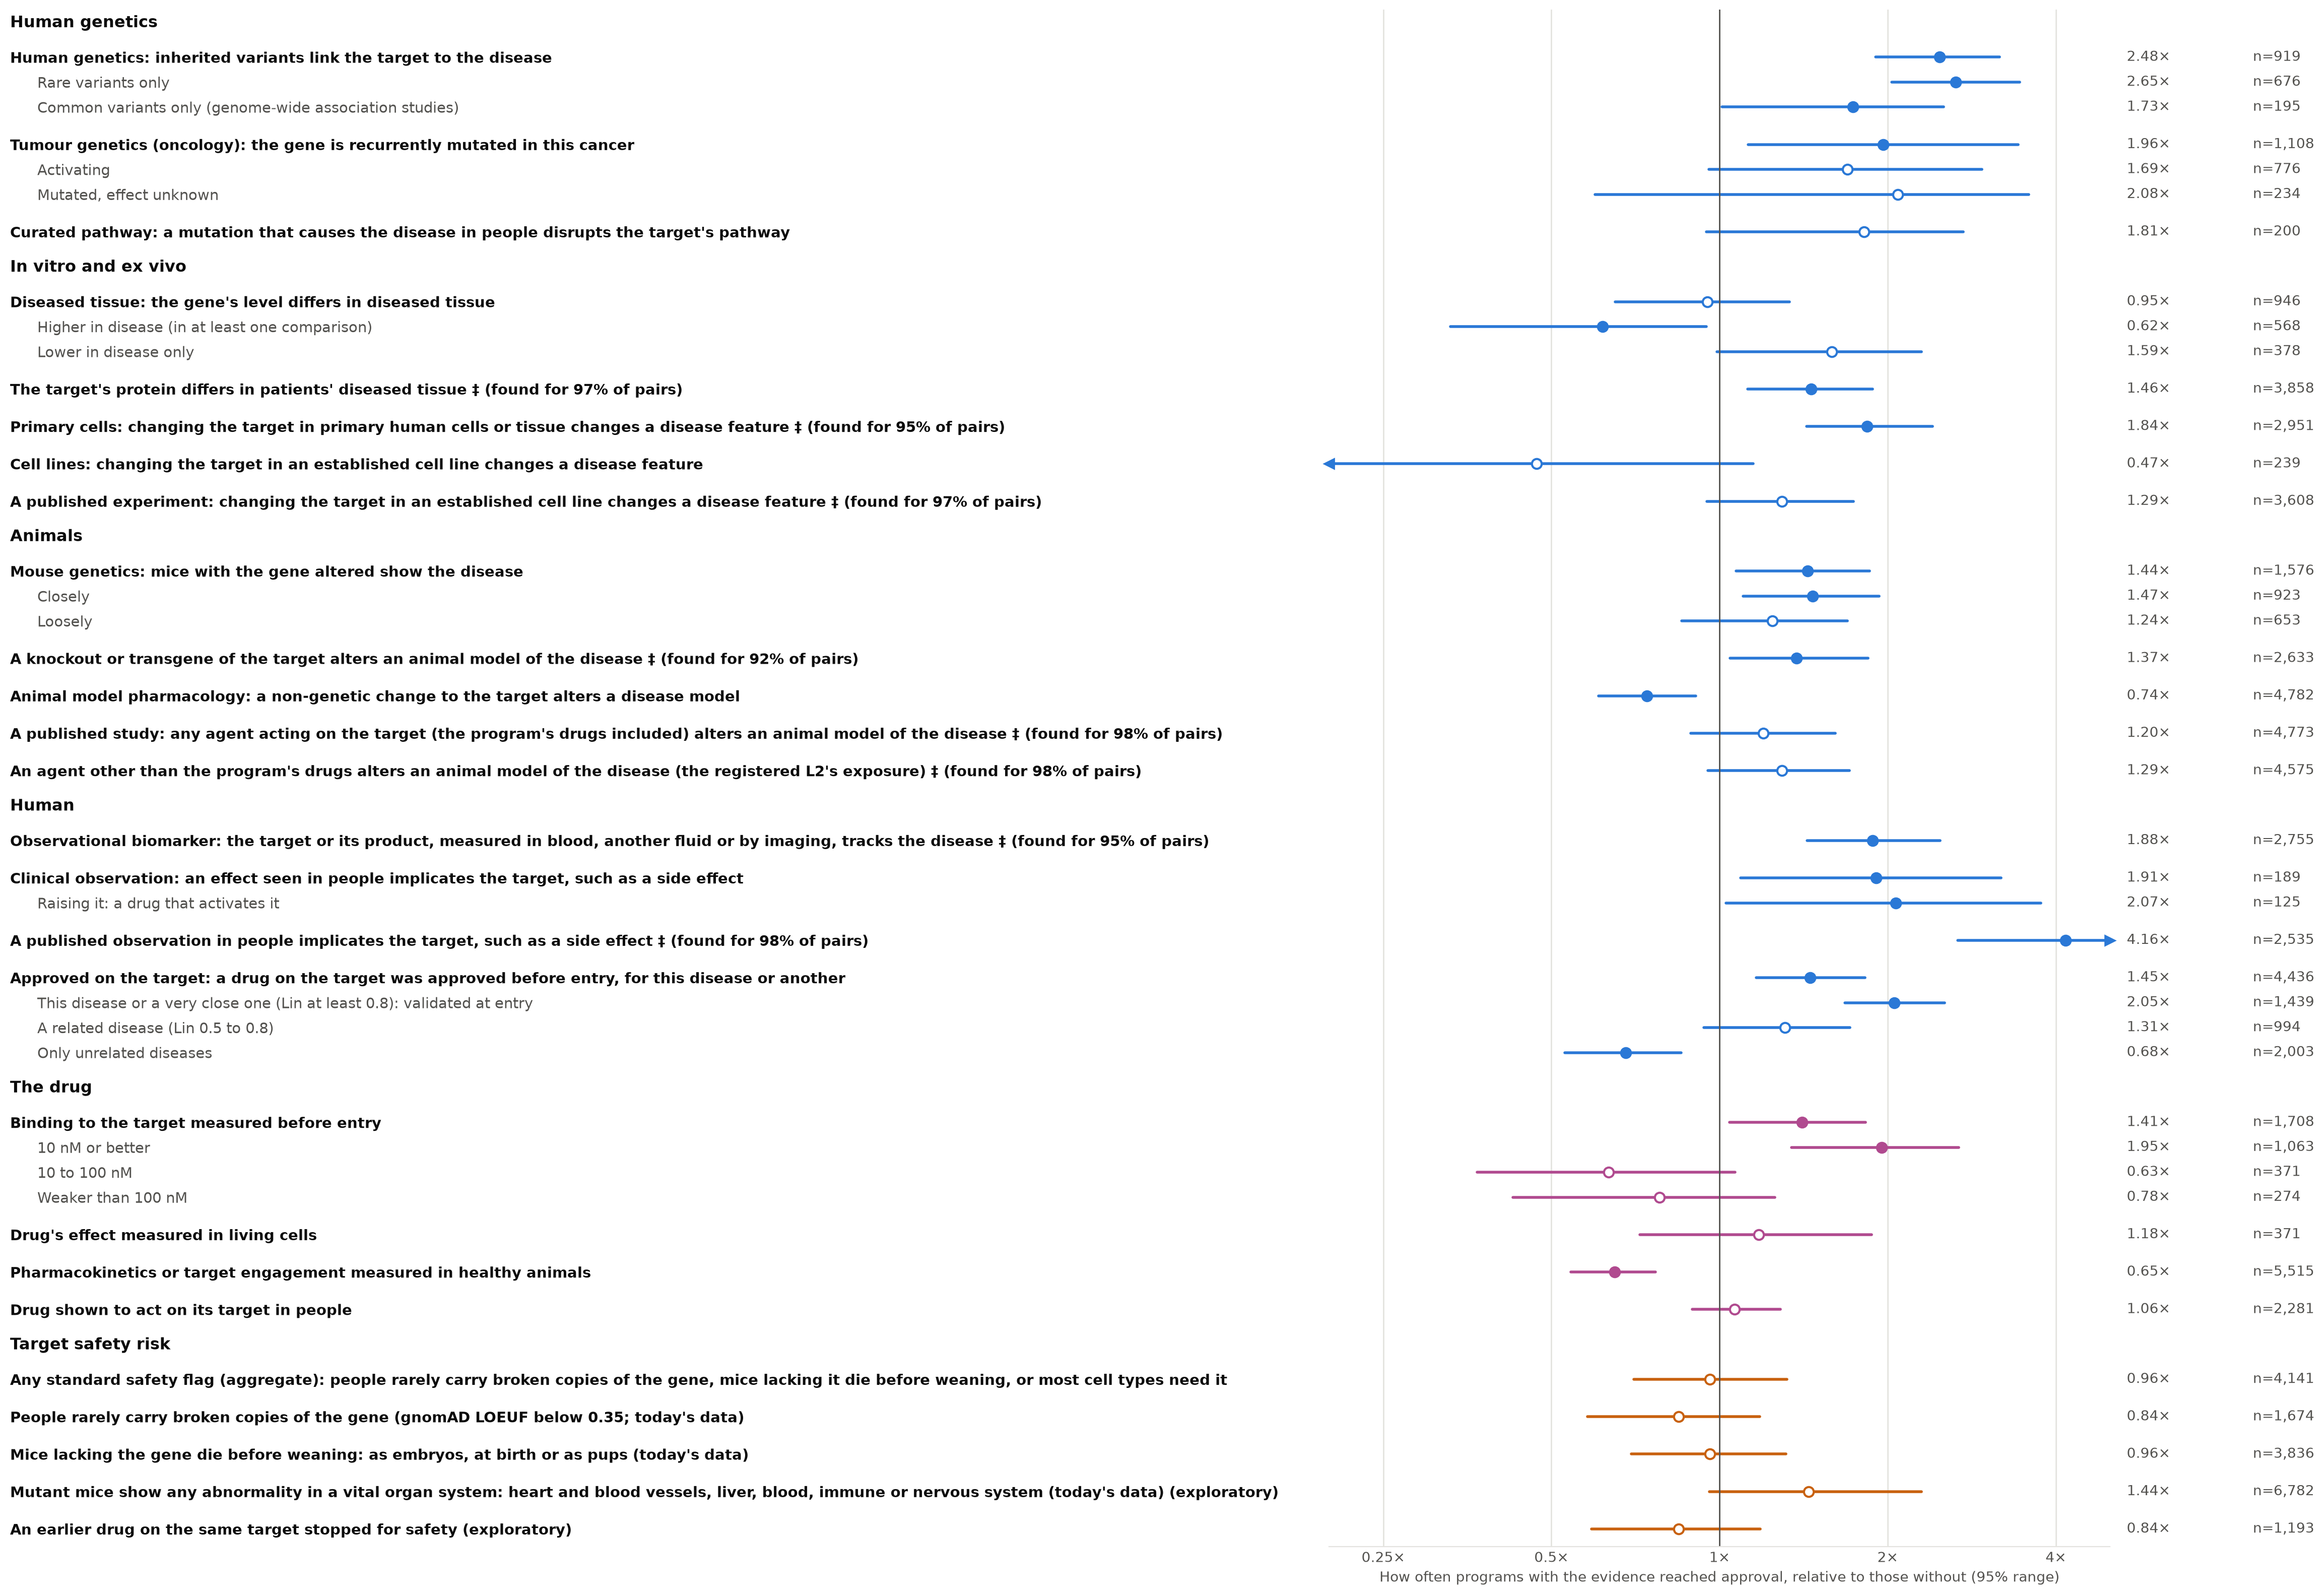 Human genetics
Human genetics: inherited variants link the target to the disease 2.48× n=919
Rare variants only 2.65× n=676
Common variants only (genome-wide association studies) 1.73× n=195
Tumour genetics (oncology): the gene is recurrently mutated in this cancer 1.96× n=1,108
Activating 1.69× n=776
Mutated, effect unknown 2.08× n=234
Curated pathway: a mutation that causes the disease in people disrupts the target's pathway 1.81× n=200
In vitro and ex vivo
Diseased tissue: the gene's level differs in diseased tissue 0.95× n=946
Higher in disease (in at least one comparison) 0.62× n=568
Lower in disease only 1.59× n=378
The target's protein differs in patients' diseased tissue ‡ (found for 97% of pairs) 1.46× n=3,858
Primary cells: changing the target in primary human cells or tissue changes a disease feature ‡ (found for 95% of pairs) 1.84× n=2,951
Cell lines: changing the target in an established cell line changes a disease feature 0.47× n=239
A published experiment: changing the target in an established cell line changes a disease feature ‡ (found for 97% of pairs) 1.29× n=3,608
Animals
Mouse genetics: mice with the gene altered show the disease 1.44× n=1,576
Closely 1.47× n=923
Loosely 1.24× n=653
A knockout or transgene of the target alters an animal model of the disease ‡ (found for 92% of pairs) 1.37× n=2,633
Animal model pharmacology: a non-genetic change to the target alters a disease model 0.74× n=4,782
A published study: any agent acting on the target (the program's drugs included) alters an animal model of the disease ‡ (found for 98% of pairs) 1.20× n=4,773
An agent other than the program's drugs alters an animal model of the disease (the registered L2's exposure) ‡ (found for 98% of pairs) 1.29× n=4,575
Human
Observational biomarker: the target or its product, measured in blood, another fluid or by imaging, tracks the disease ‡ (found for 95% of pairs) 1.88× n=2,755
Clinical observation: an effect seen in people implicates the target, such as a side effect 1.91× n=189
Raising it: a drug that activates it 2.07× n=125
A published observation in people implicates the target, such as a side effect ‡ (found for 98% of pairs) 4.16× n=2,535
Approved on the target: a drug on the target was approved before entry, for this disease or another 1.45× n=4,436
This disease or a very close one (Lin at least 0.8): validated at entry 2.05× n=1,439
A related disease (Lin 0.5 to 0.8) 1.31× n=994
Only unrelated diseases 0.68× n=2,003
The drug
Binding to the target measured before entry 1.41× n=1,708
10 nM or better 1.95× n=1,063
10 to 100 nM 0.63× n=371
Weaker than 100 nM 0.78× n=274
Drug's effect measured in living cells 1.18× n=371
Pharmacokinetics or target engagement measured in healthy animals 0.65× n=5,515
Drug shown to act on its target in people 1.06× n=2,281
Target safety risk
Any standard safety flag (aggregate): people rarely carry broken copies of the gene, mice lacking it die before weaning, or most cell types need it 0.96× n=4,141
People rarely carry broken copies of the gene (gnomAD LOEUF below 0.35; today's data) 0.84× n=1,674
Mice lacking the gene die before weaning: as embryos, at birth or as pups (today's data) 0.96× n=3,836
Mutant mice show any abnormality in a vital organ system: heart and blood vessels, liver, blood, immune or nervous system (today's data) (exploratory) 1.44× n=6,782
An earlier drug on the same target stopped for safety (exploratory) 0.84× n=1,193
0.25× 0.5× 1× 2× 4×
How often programs with the evidence reached approval, relative to those without (95% range)